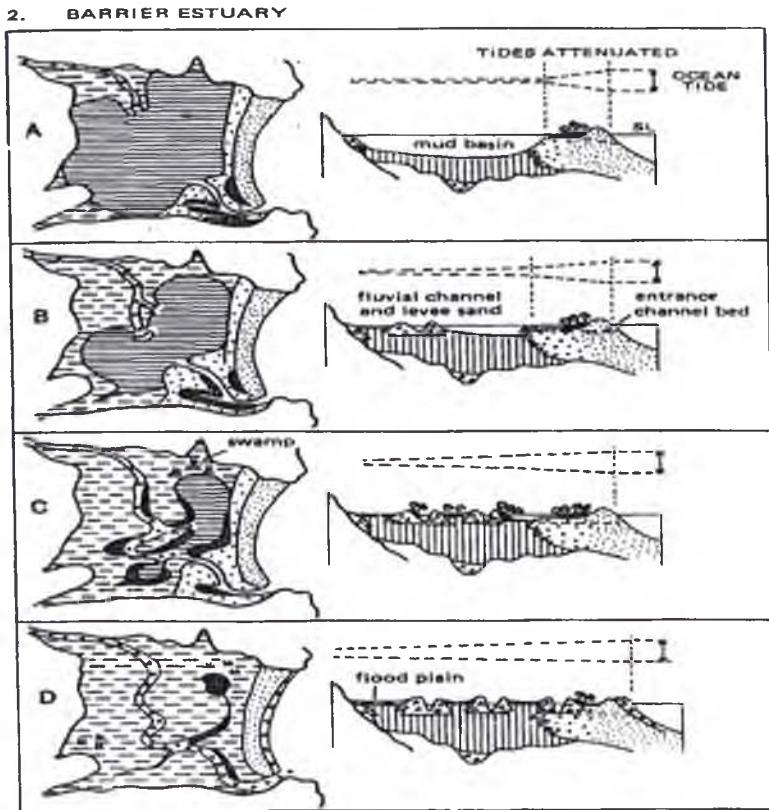 2. BARRIER ESTUARY
TIDES ATTENUATED
OCEAN
TIDE
A
SL
mud basin
B
fluvial channel
and levee sand
entrance
channel bed
C
swamp
D
flood plain